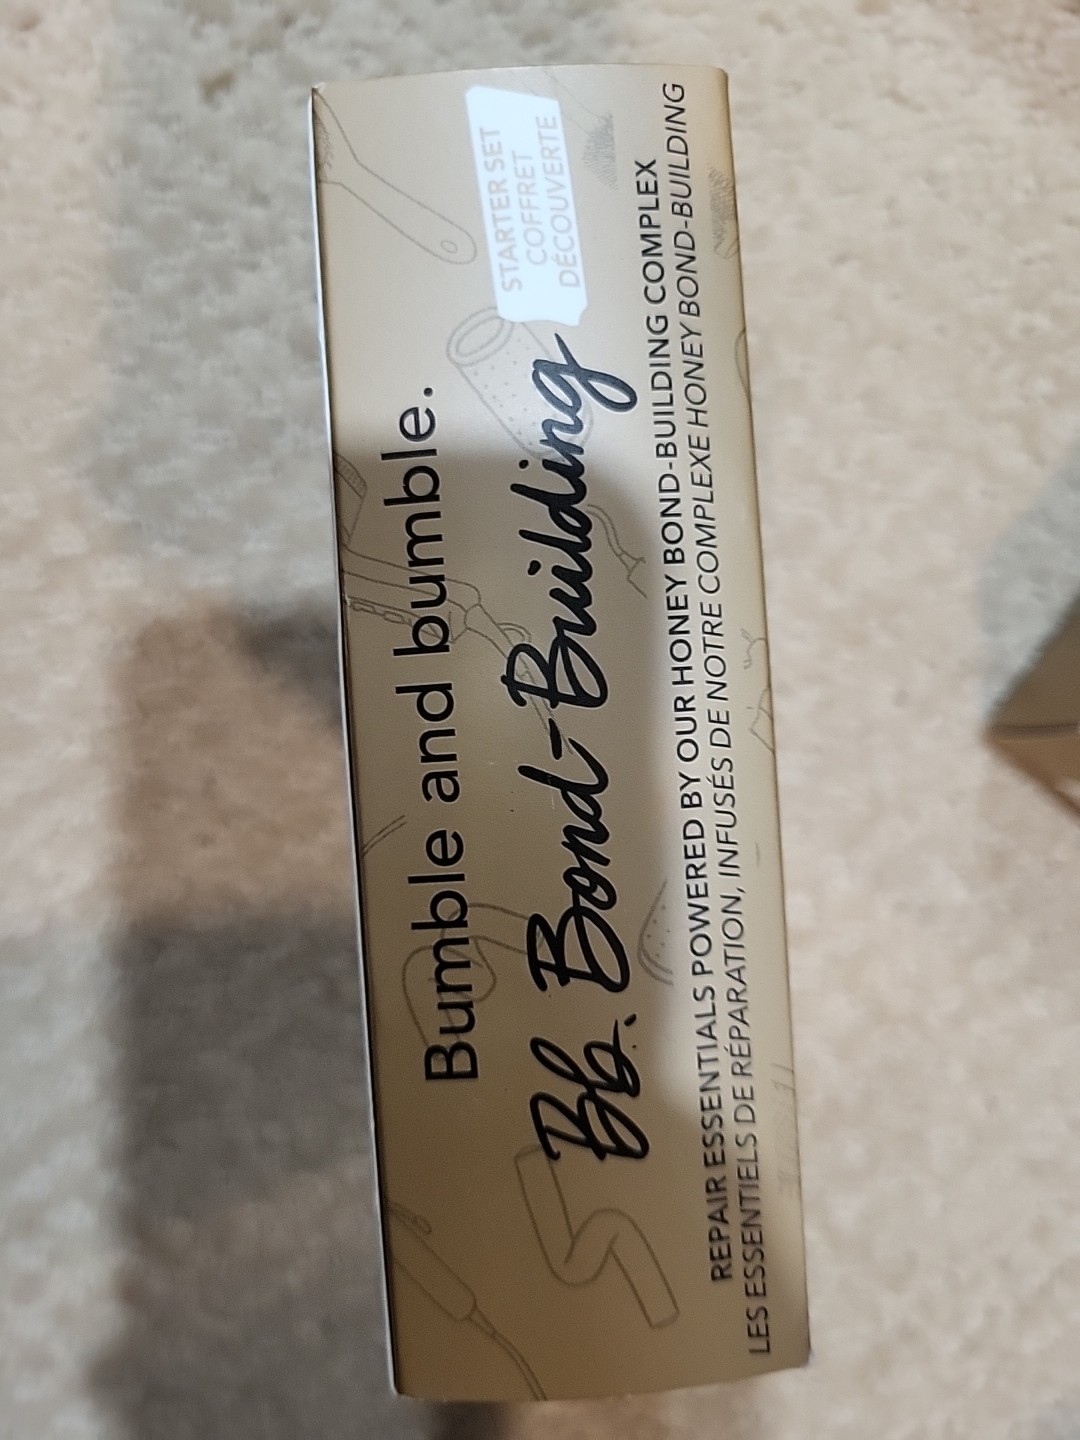 Bumble and bumble.
Bb. Bond-Building
STARTER SET
COFFRET
DÉCOUVERTE
REPAIR ESSENTIALS POWERED BY OUR HONEY BOND-BUILDING COMPLEX
LES ESSENTIELS DE RÉPARATION, INFUSÉS DE NOTRE COMPLEXE HONEY BOND-BUILDING